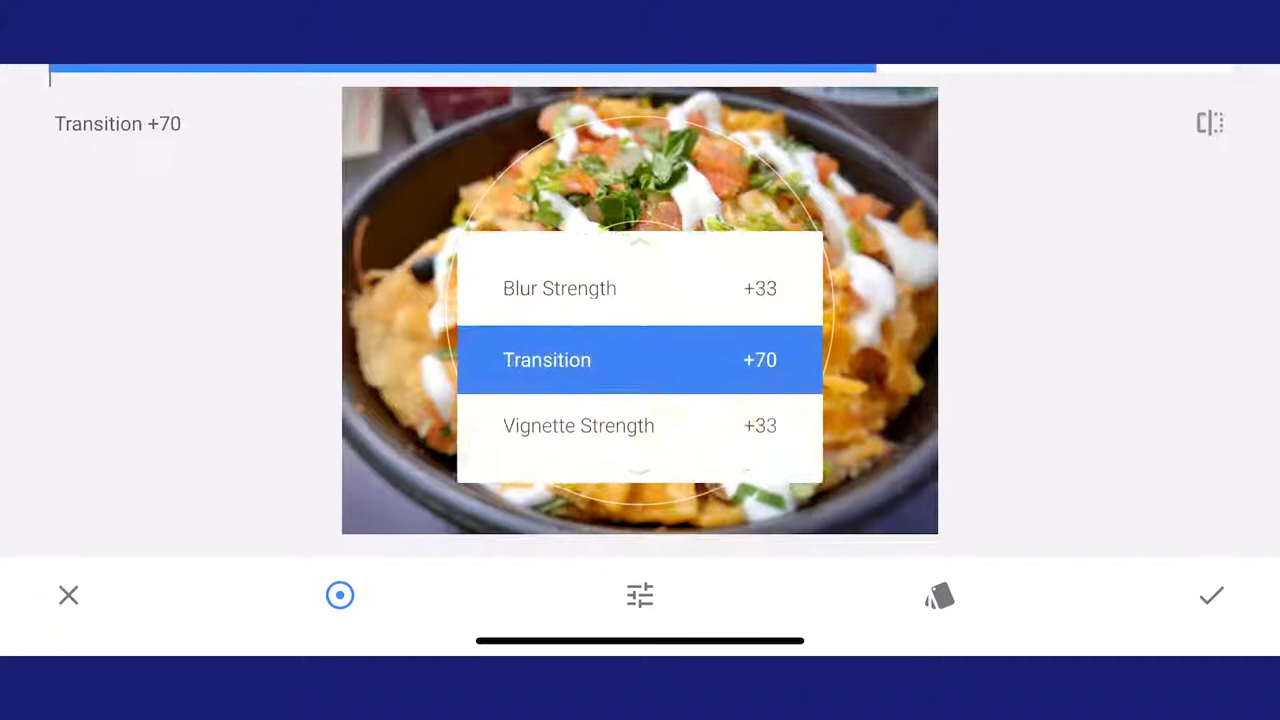 Transition +70
Blur Strength +33
Transition +70
Vignette Strength +33